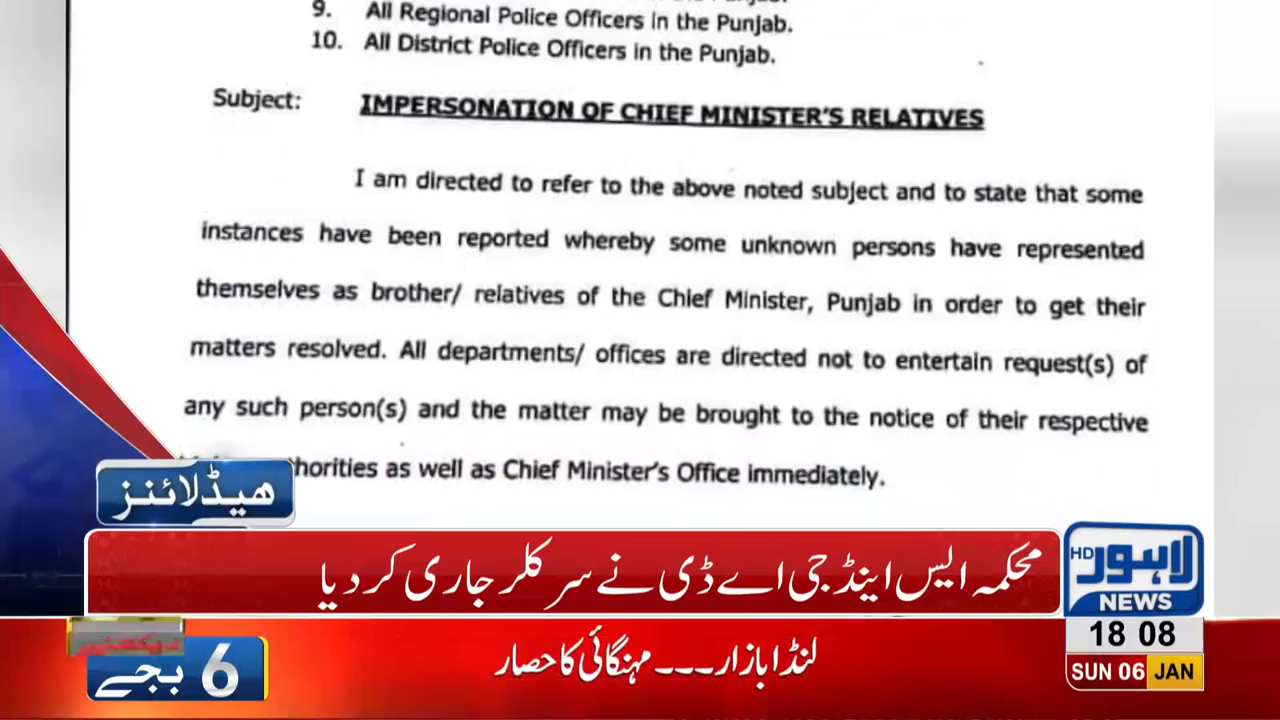 9. All Regional Police Officers in the Punjab.
10. All District Police Officers in the Punjab.
Subject: IMPERSONATION OF CHIEF MINISTER'S RELATIVES
I am directed to refer to the above noted subject and to state that some
instances have been reported whereby some unknown persons have represented
themselves as brother/ relatives of the Chief Minister, Punjab in order to get their
matters resolved. All departments/ offices are directed not to entertain request(s) of
any such person(s) and the matter may be brought to the notice of their respective
as well as Chief Minister's Office immediately.
ھیڈلائنز
محکمہ ایس اینڈ جی اے ڈی نے سرکلر جاری کر دیا
HD لاہور
NEWS
18 08
SUN 06 JAN
6 بجے
لنڈا بازار۔۔۔ مہنگائی کا حصار